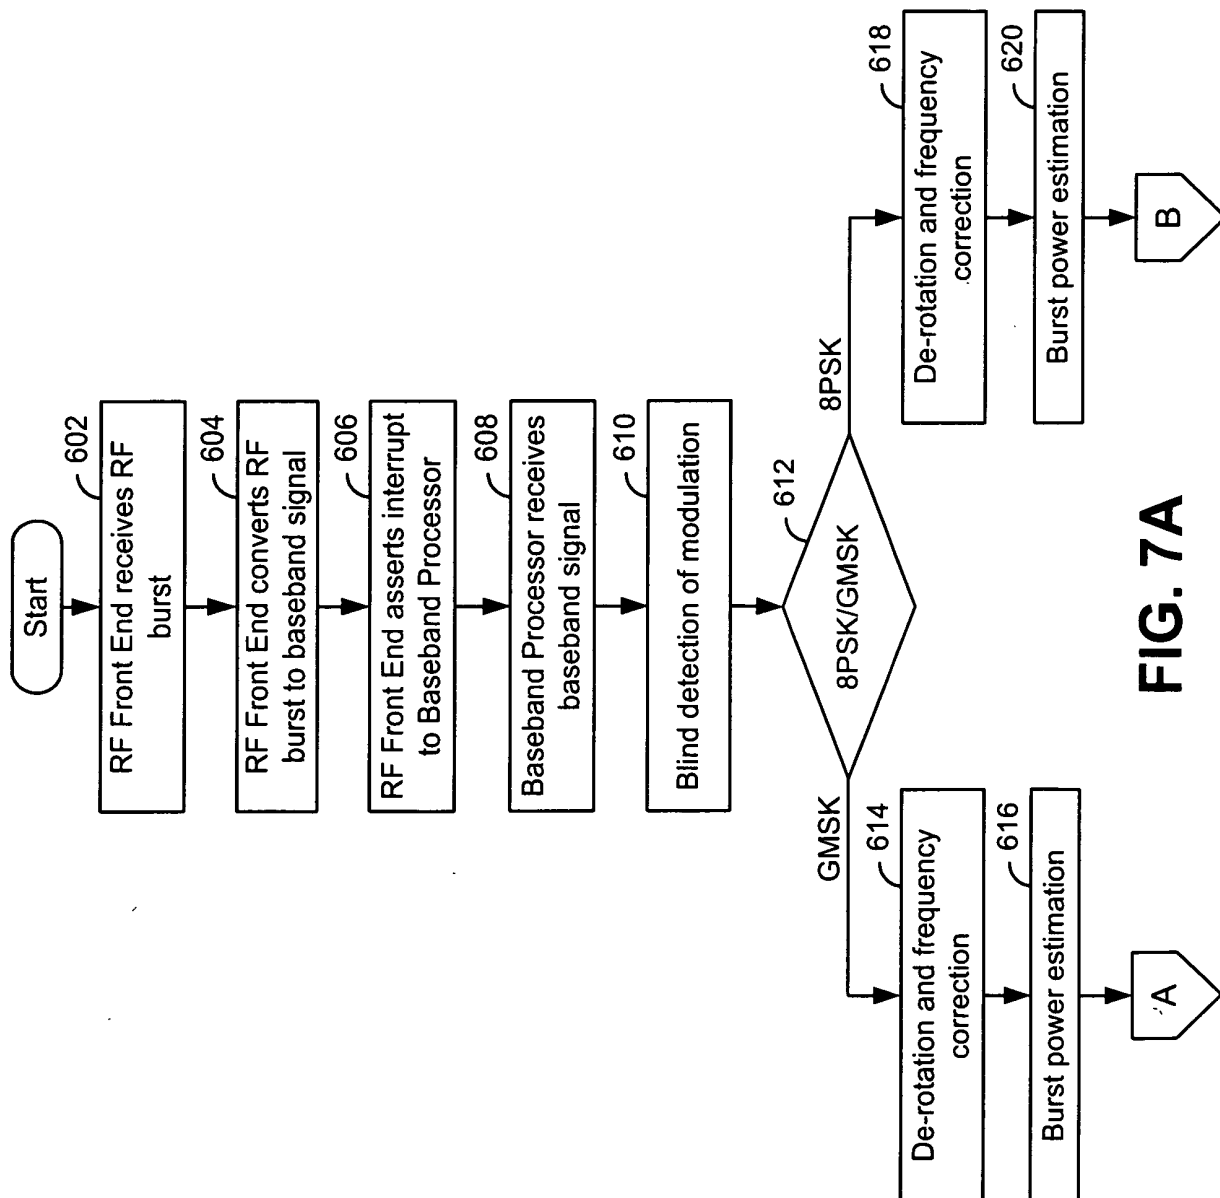 Start
602
RF Front End receives RF
burst
604
RF Front End converts RF
burst to baseband signal
606
RF Front End asserts interrupt
to Baseband Processor
608
Baseband Processor receives
baseband signal
610
Blind detection of modulation
612
8PSK/GMSK
GMSK
8PSK
614
De-rotation and frequency
correction
616
Burst power estimation
A
618
De-rotation and frequency
correction
620
Burst power estimation
B
FIG. 7A